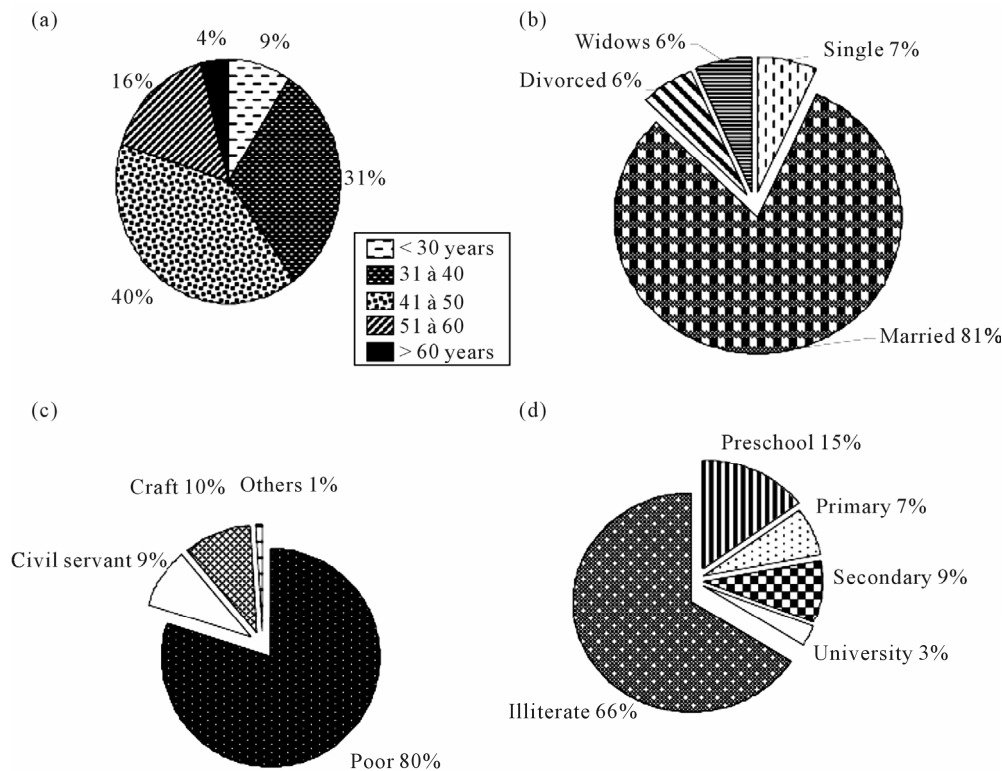 (a)
4%
9%
16%
31%
40%
< 30 years
31 à 40
41 à 50
51 à 60
> 60 years
(b)
Widows 6%
Single 7%
Divorced 6%
Married 81%
(c)
Craft 10%
Others 1%
Civil servant 9%
Poor 80%
(d)
Preschool 15%
Primary 7%
Secondary 9%
University 3%
Illiterate 66%